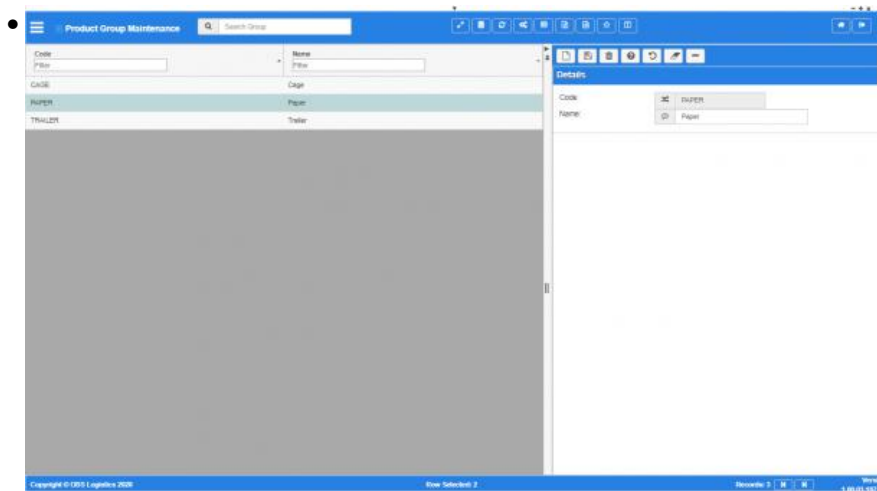 Product Group Maintenance
Search Group
Code
Filter
Name
Filter
CAGE
Cage
PAPER
Paper
TRAILER
Trailer
Details
Code:
PAPER
Name:
Paper
Copyright © OBS Logistics 2020
Row Selected: 2
Records: 3